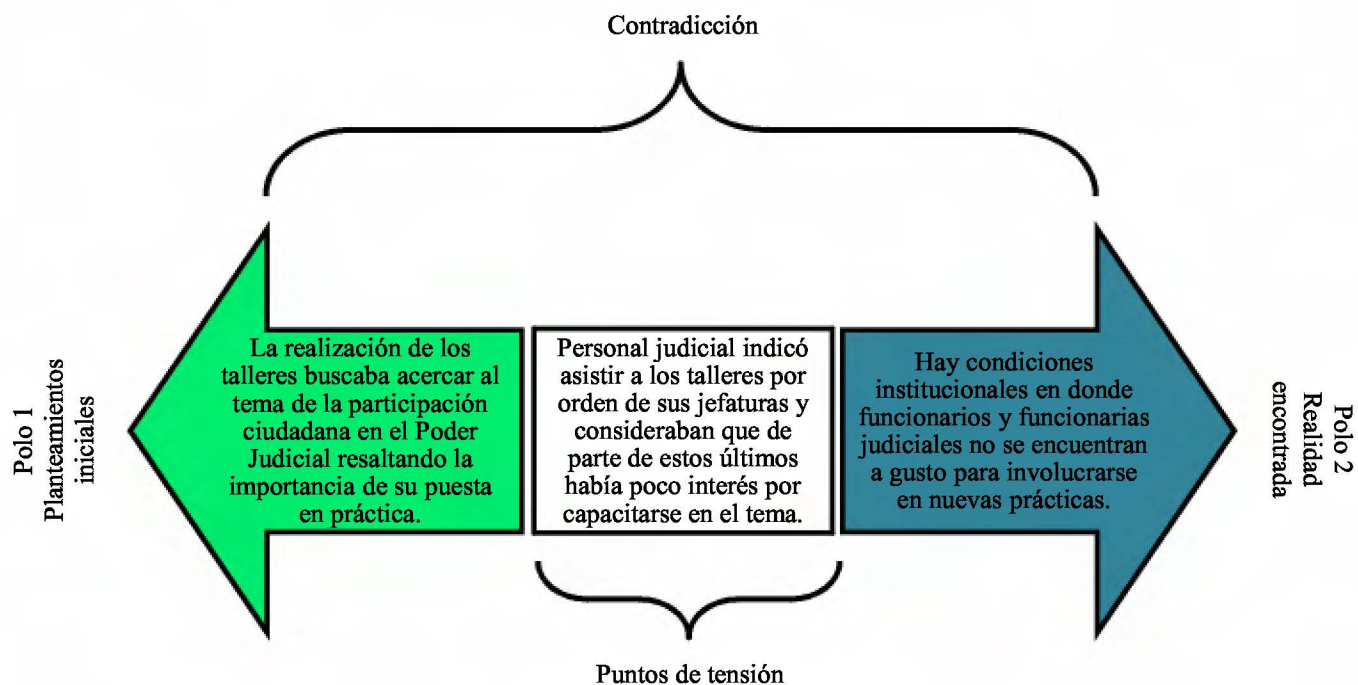 Contradicción
Polo 1
Planteamientos
iniciales
La realización de los
talleres buscaba acercar al
tema de la participación
ciudadana en el Poder
Judicial resaltando la
importancia de su puesta
en práctica.
Personal judicial indicó
asistir a los talleres por
orden de sus jefaturas y
consideraban que de
parte de estos últimos
había poco interés por
capacitarse en el tema.
Hay condiciones
institucionales en donde
funcionarios y funcionarias
judiciales no se encuentran
a gusto para involucrarse
en nuevas prácticas.
Polo 2
Realidad
encontrada
Puntos de tensión